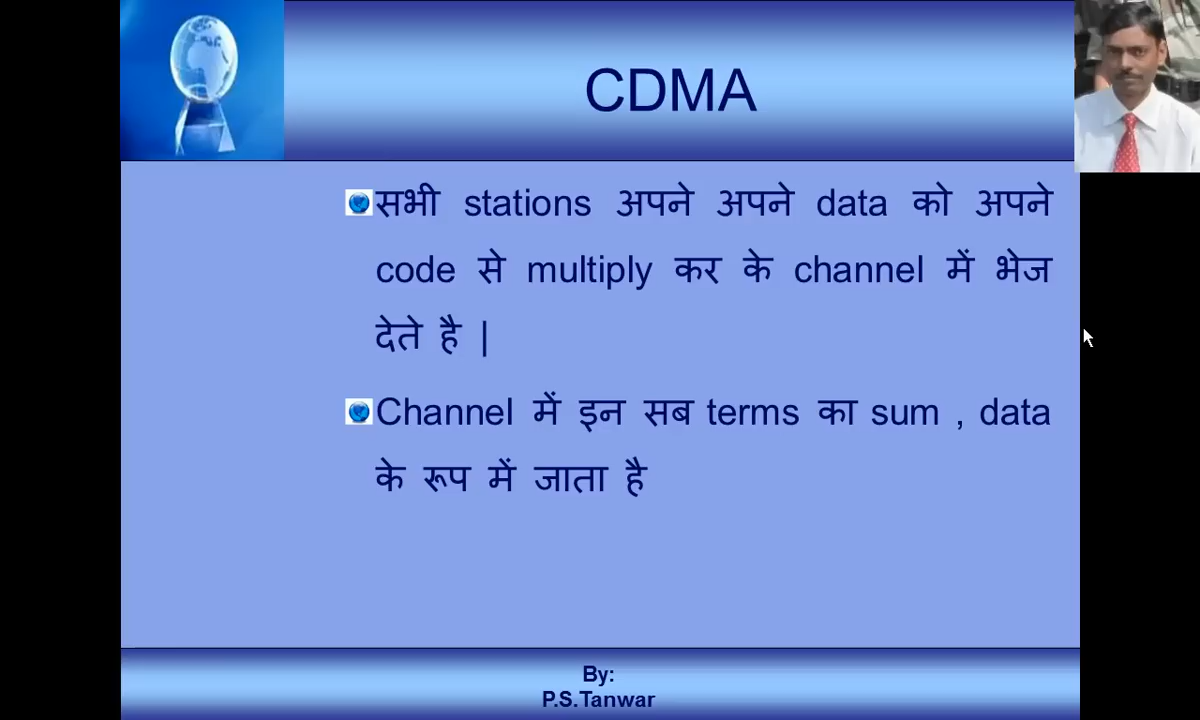 CDMA
सभी stations अपने अपने data को अपने
code से multiply कर के channel में भेज
देते है |
Channel में इन सब terms का sum , data
के रूप में जाता है
By:
P.S.Tanwar